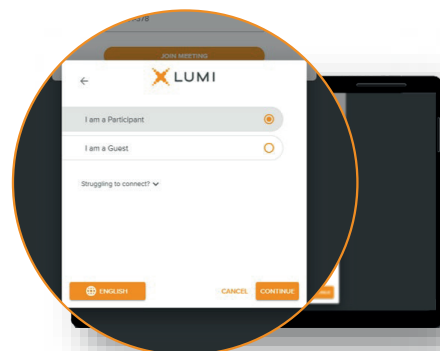 JOIN MEETING
LUMI
I am a Participant
I am a Guest
Struggling to connect?
ENGLISH
CANCEL
CONTINUE